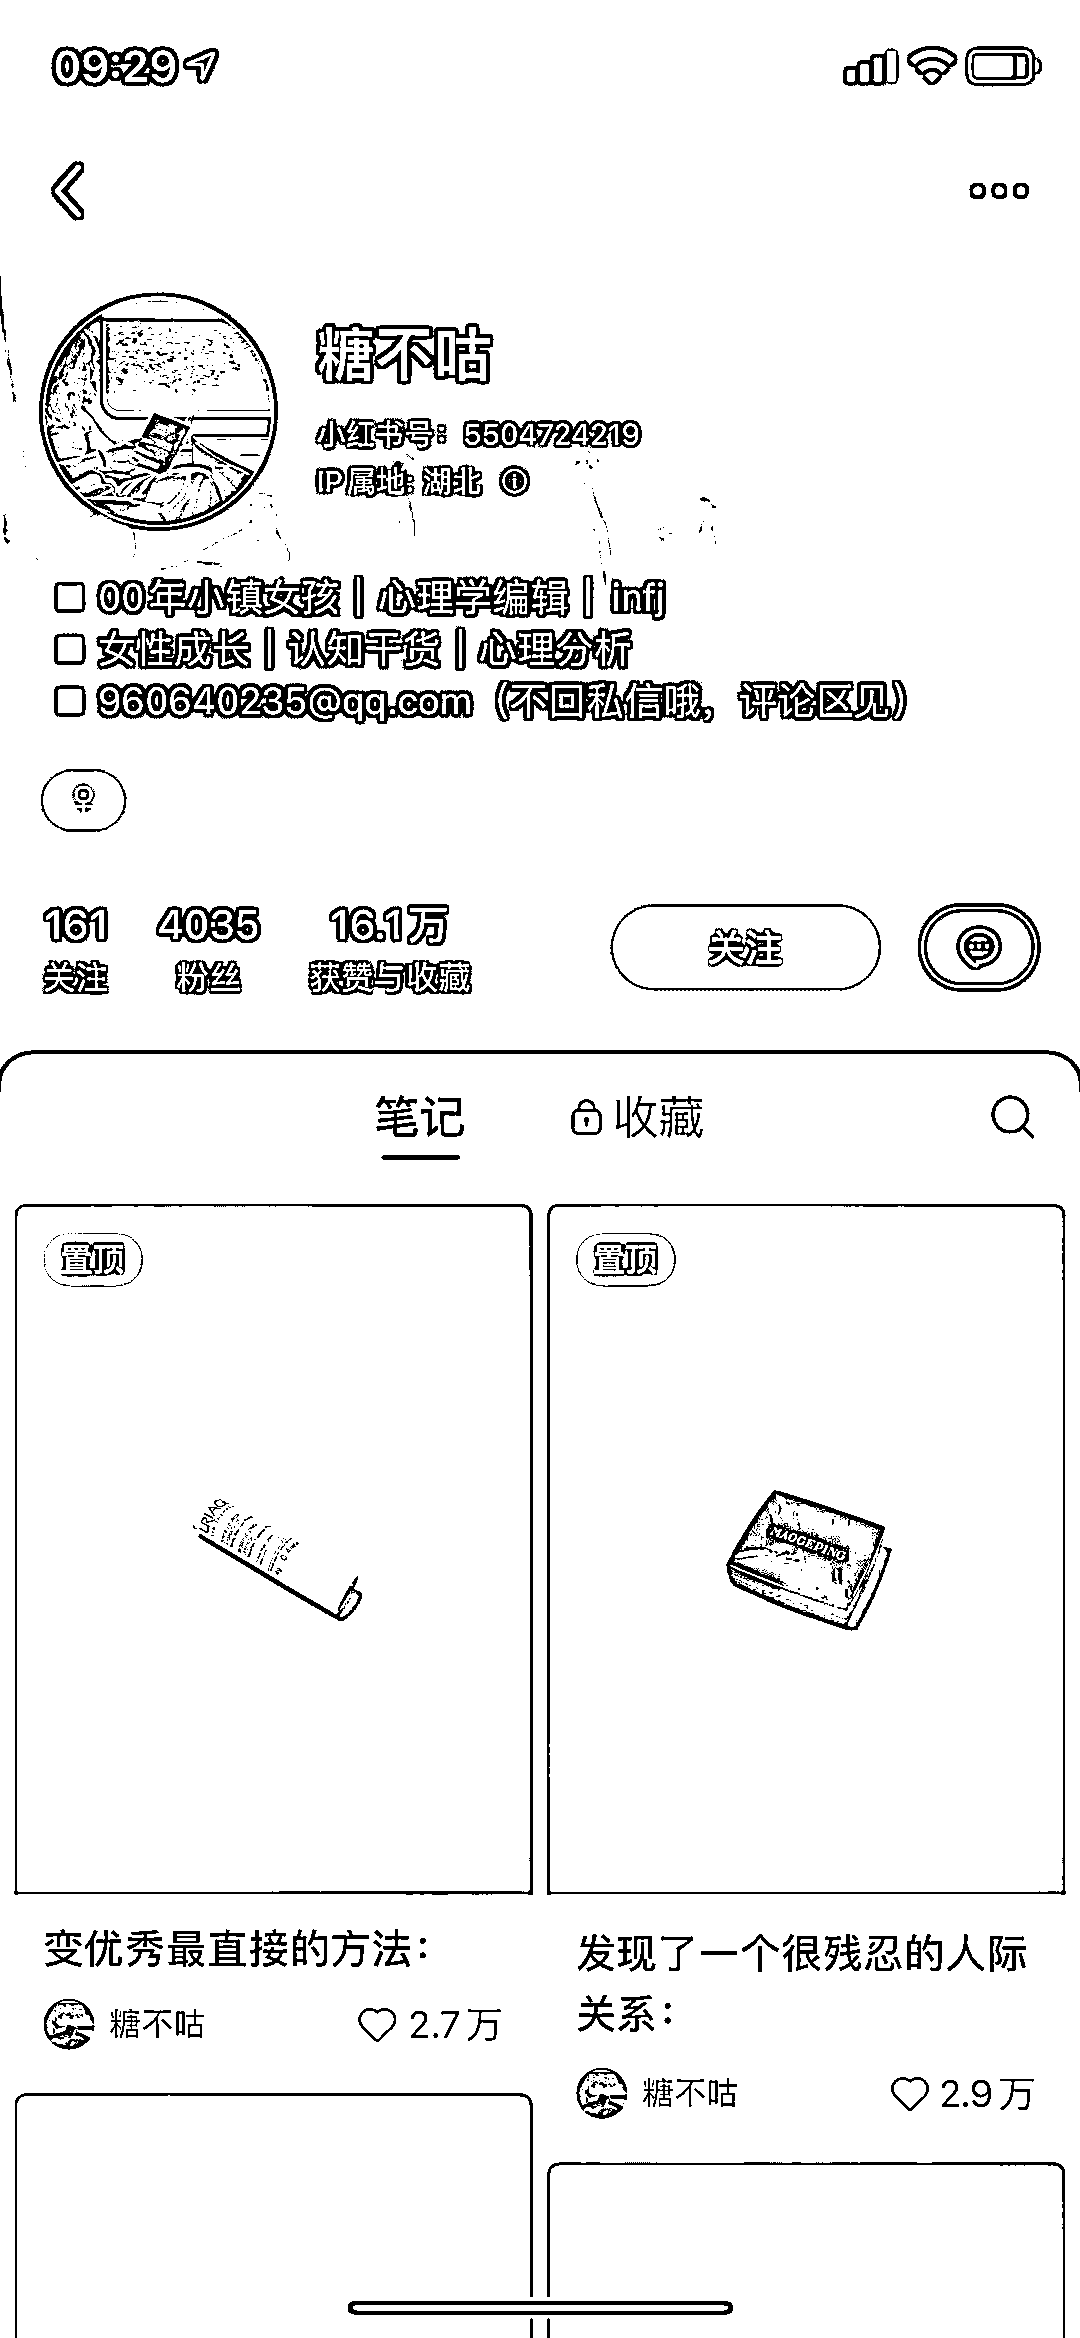 09:29
糖不咕
小红书号：5504724219
IP属地：湖北
00年小镇女孩｜心理学编辑｜infj
女性成长｜认知干货｜心理分析
960640235@qq.com（不回私信哦，评论区见）
161 4035 16.1万
关注 粉丝 获赞与收藏
关注
笔记 收藏
置顶 置顶
MAOGEPING
变优秀最直接的方法：
糖不咕 2.7万
发现了一个很残忍的人际
关系：
糖不咕 2.9万